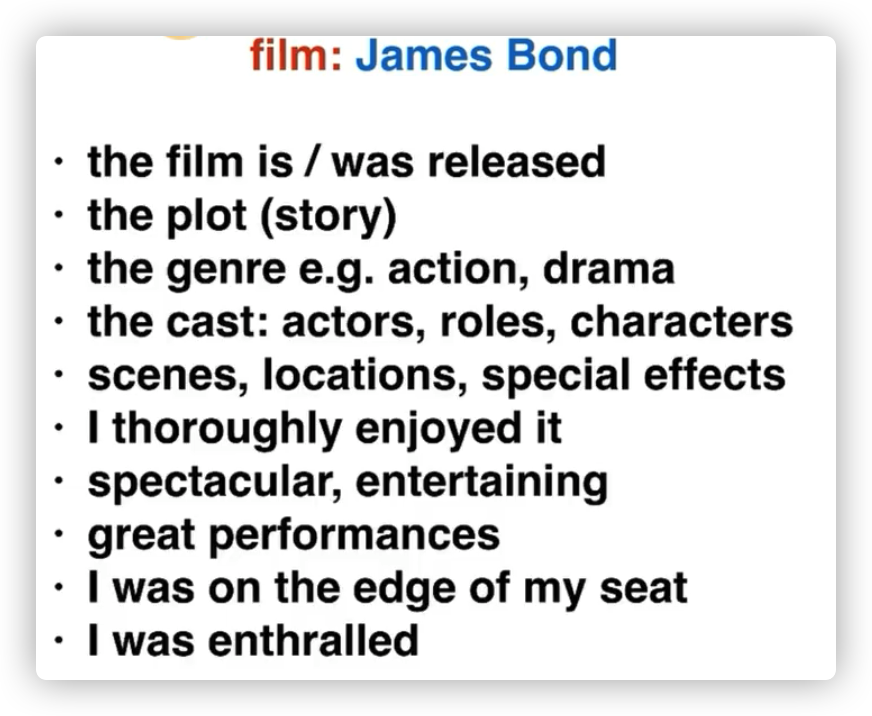 film: James Bond
· the film is / was released
· the plot (story)
· the genre e.g. action, drama
· the cast: actors, roles, characters
· scenes, locations, special effects
· I thoroughly enjoyed it
· spectacular, entertaining
· great performances
· I was on the edge of my seat
· I was enthralled